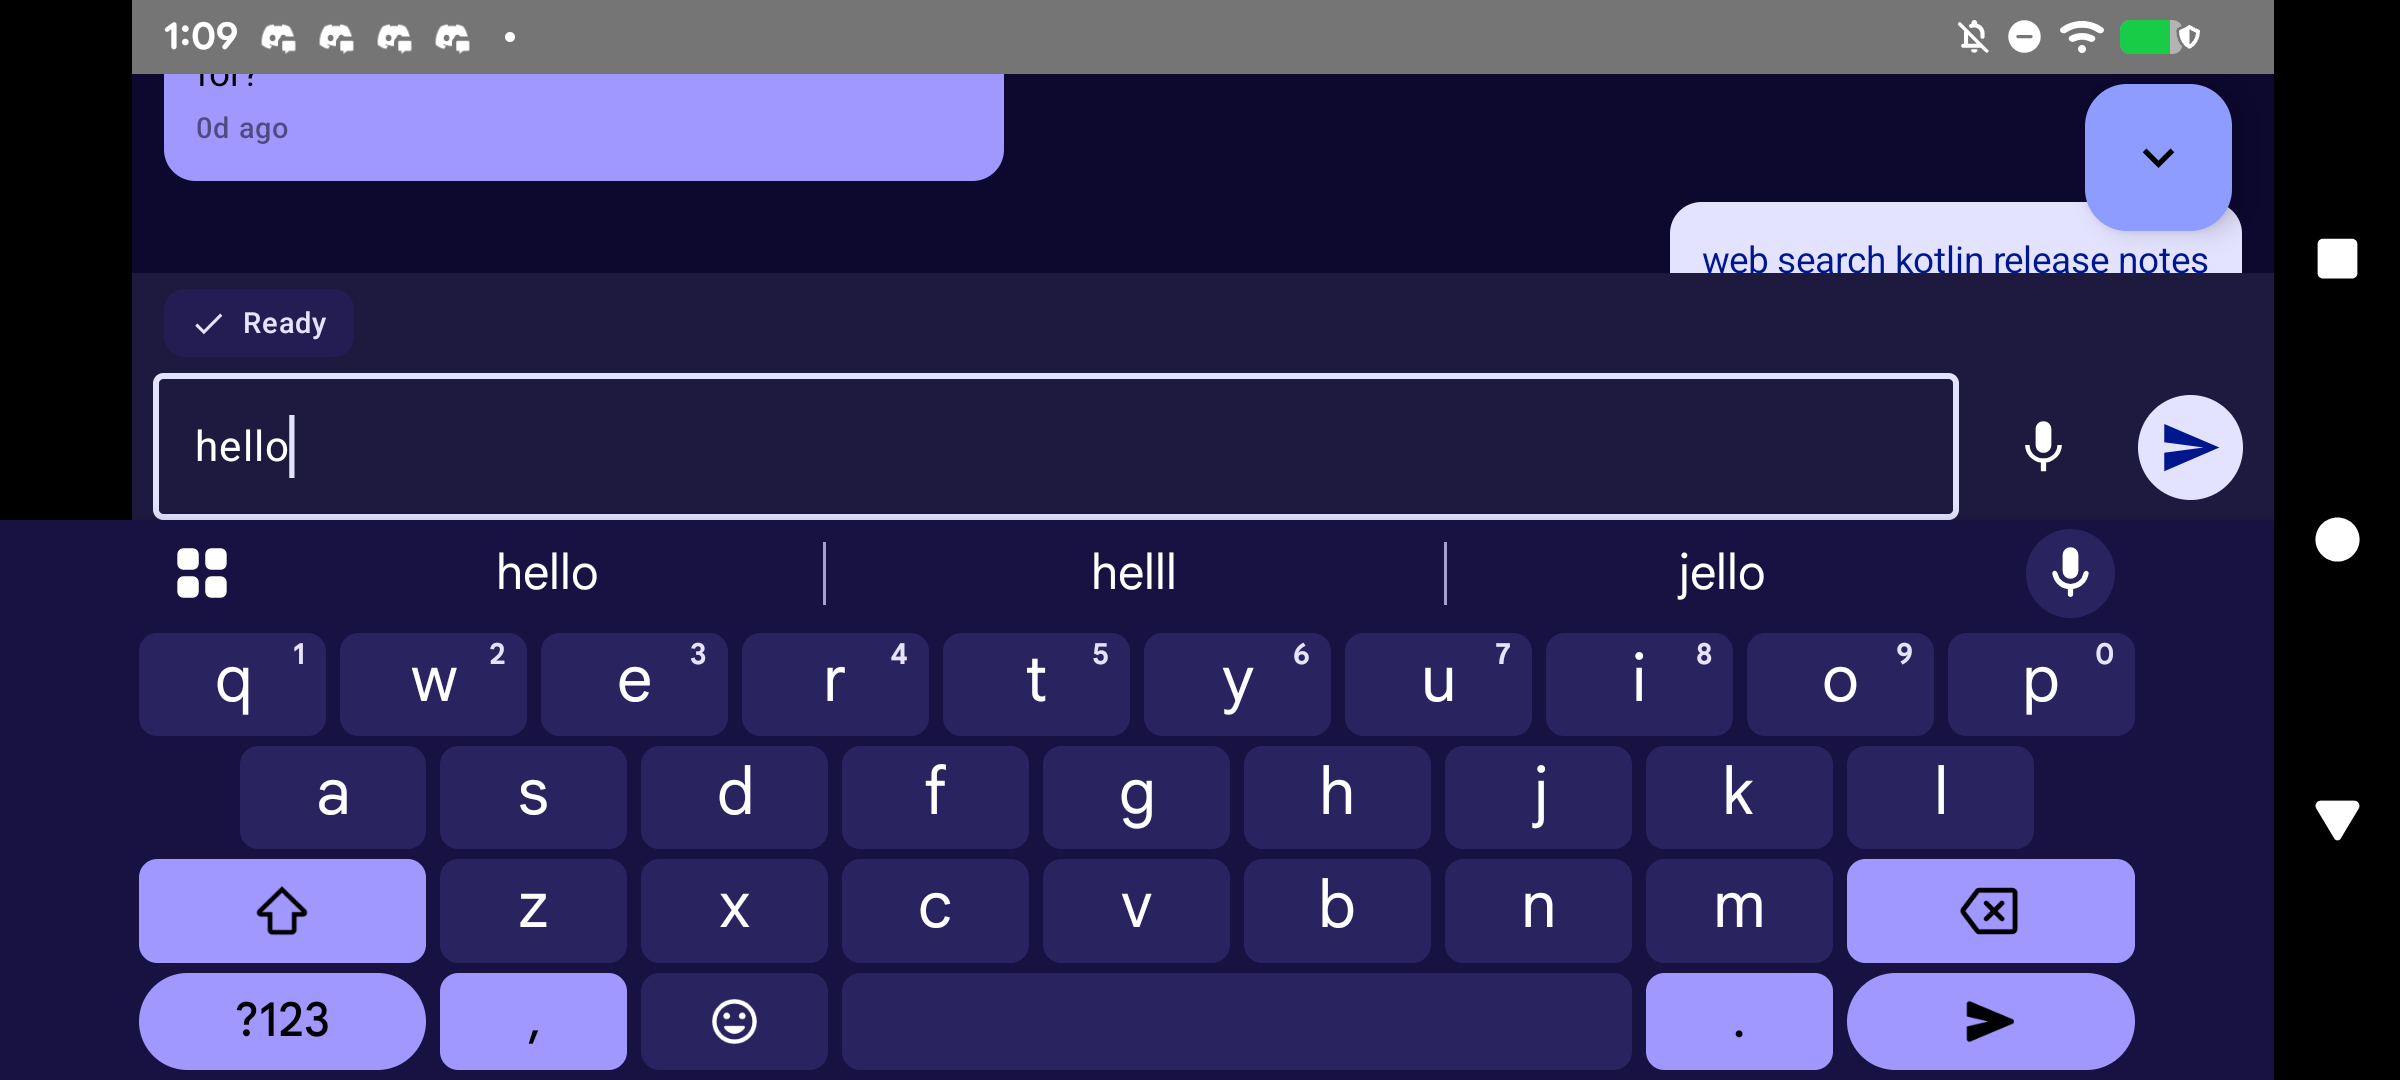 1:09
for?
0d ago
web search kotlin release notes
Ready
hello
hello helll jello
q 1 w 2 e 3 r 4 t 5 y 6 u 7 i 8 o 9 p 0
a s d f g h j k l
z x c v b n m
?123 , .